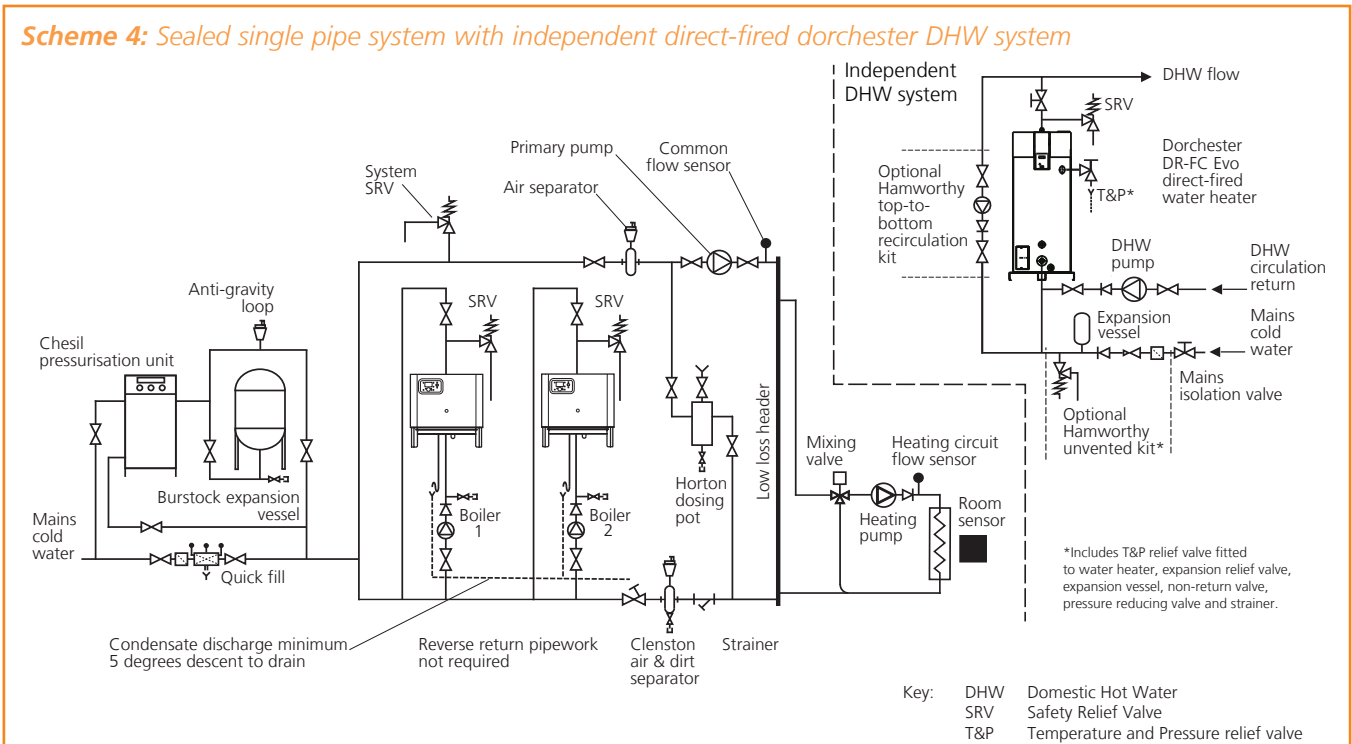 Scheme 4: Sealed single pipe system with independent direct-fired dorchester DHW system
Independent
DHW system
DHW flow
SRV
Dorchester
DR-FC Evo
direct-fired
water heater
T&P*
Optional
Hamworthy
top-to-
bottom
recirculation
kit
DHW
pump
DHW
circulation
return
Expansion
vessel
Mains
cold
water
Mains
isolation valve
Optional
Hamworthy
unvented kit*
Primary pump
Common
flow sensor
System
SRV
Air separator
Anti-gravity
loop
SRV
SRV
Chesil
pressurisation unit
Burstock expansion
vessel
Mains
cold
water
Quick fill
Boiler
1
Boiler
2
Horton
dosing
pot
Low loss header
Mixing
valve
Heating circuit
flow sensor
Heating
pump
Room
sensor
*Includes T&P relief valve fitted
to water heater, expansion relief valve,
expansion vessel, non-return valve,
pressure reducing valve and strainer.
Condensate discharge minimum
5 degrees descent to drain
Reverse return pipework
not required
Clenston
air & dirt
separator
Strainer
Key: DHW Domestic Hot Water
SRV Safety Relief Valve
T&P Temperature and Pressure relief valve